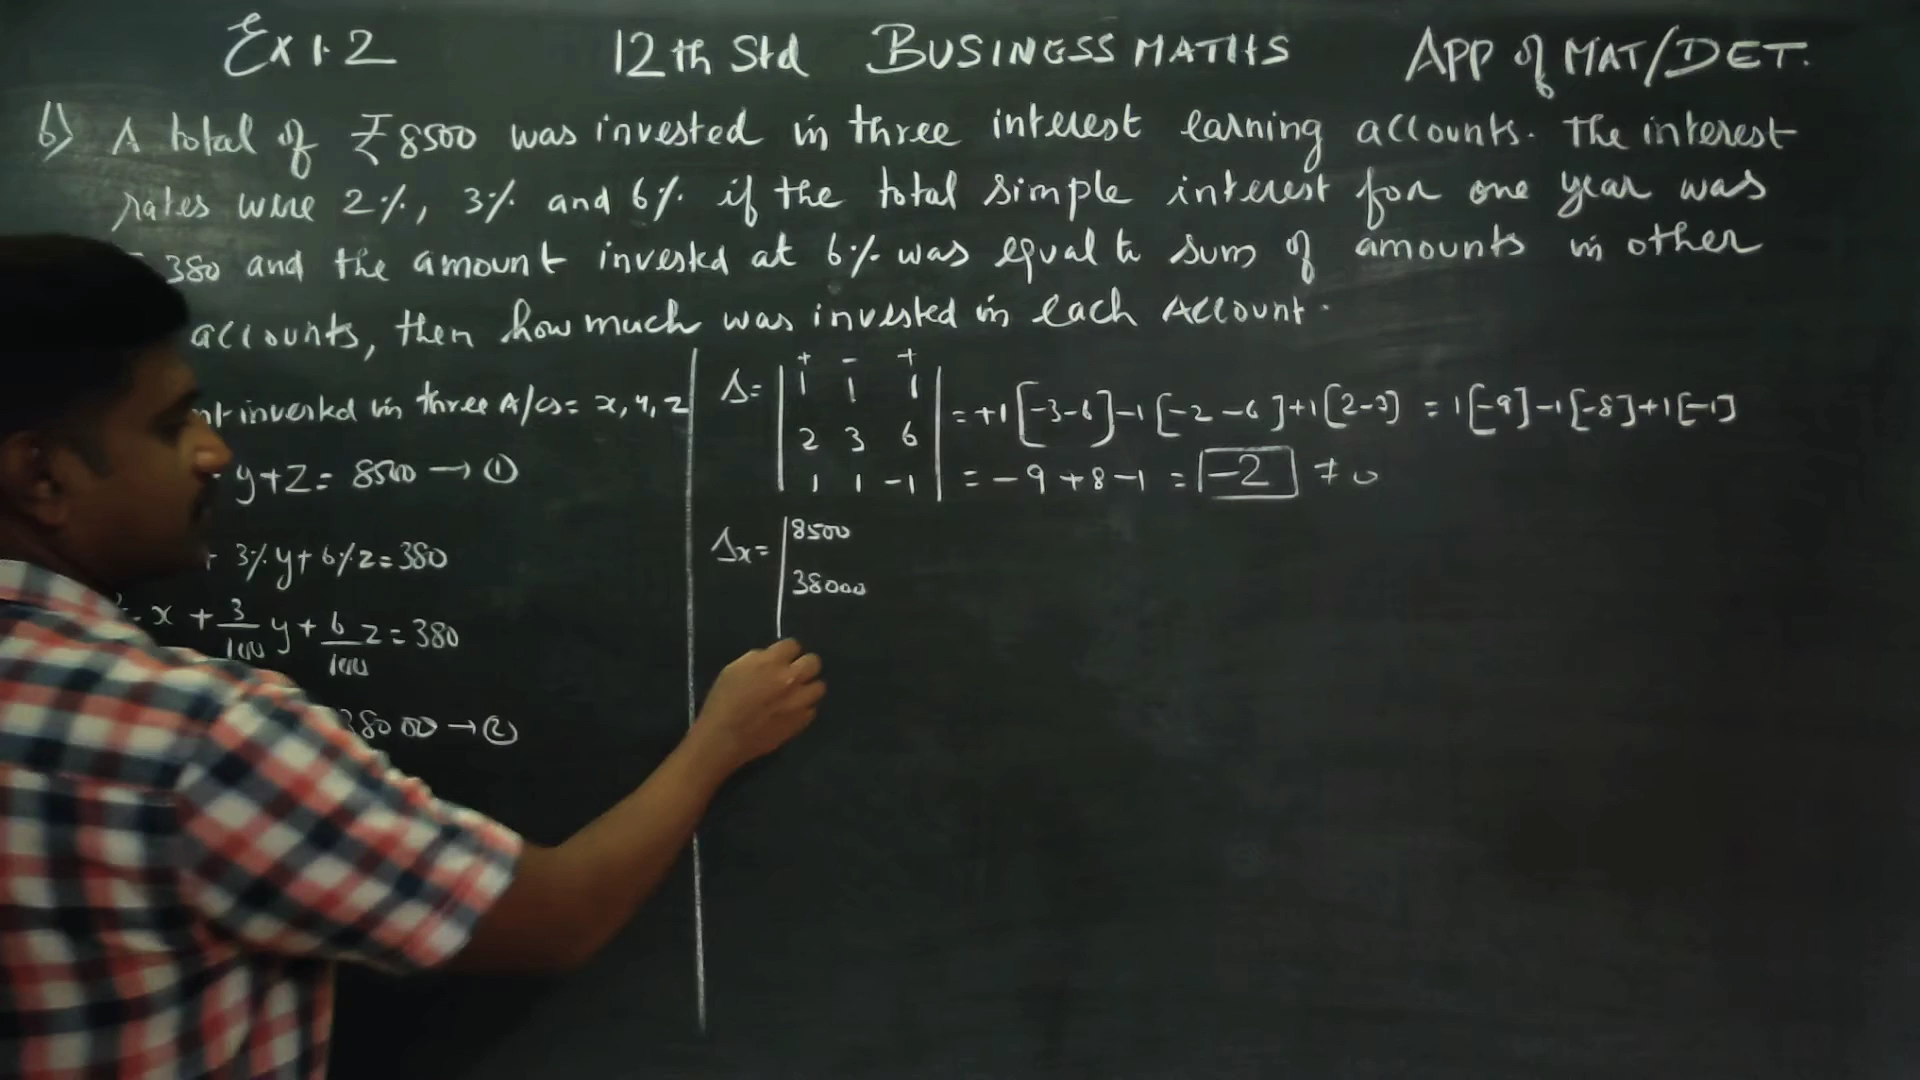 Ex 1.2 12th Std BUSINESS MATHS APP of MAT/DET.
6) A total of ₹8500 was invested in three interest earning accounts. The interest
rates were 2%, 3% and 6% if the total simple interest for one year was
380 and the amount invested at 6% was equal to sum of amounts in other
accounts, then how much was invested in each Account.
invested in three A/cs = x, y, z
y+z = 8500 → ①
+ 3% y + 6% z = 380
x + 3/100 y + 6/100 z = 380
38000 → ②
+ - +
Δ = | 1 1 1 | = +1[-3-6]-1[-2-6]+1[2-3] = 1[-9]-1[-8]+1[-1]
2 3 6
1 1 -1 | = -9+8-1 = -2 ≠ 0
Δx = | 8500
38000